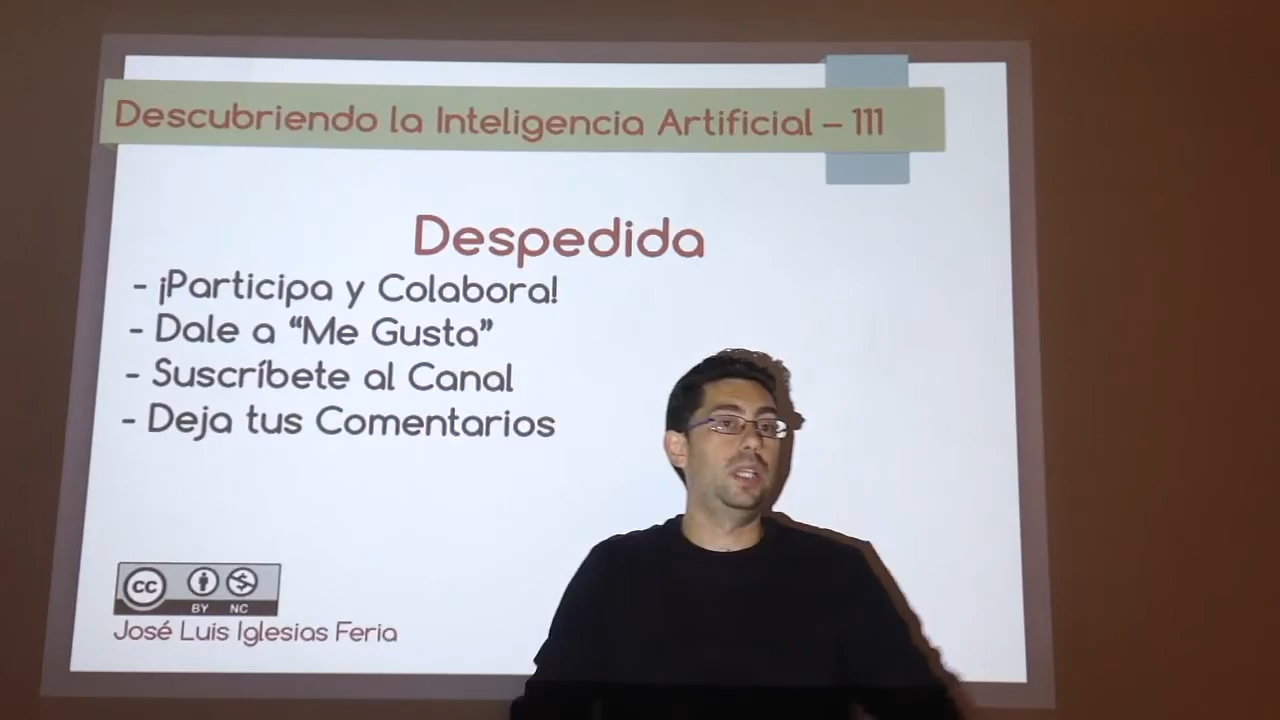 Descubriendo la Inteligencia Artificial – 111
Despedida
- ¡Participa y Colabora!
- Dale a “Me Gusta”
- Suscríbete al Canal
- Deja tus Comentarios
cc
BY NC
José Luis Iglesias Feria